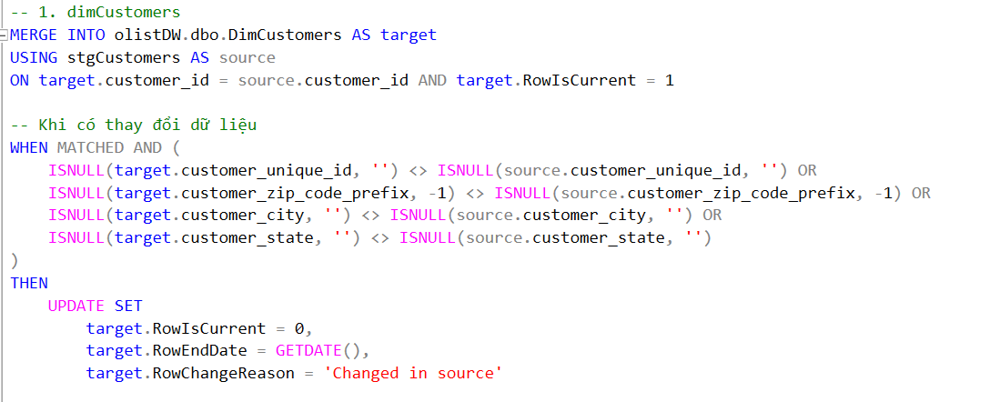 -- 1. dimCustomers
MERGE INTO olistDW.dbo.DimCustomers AS target
USING stgCustomers AS source
ON target.customer_id = source.customer_id AND target.RowIsCurrent = 1
-- Khi có thay đổi dữ liệu
WHEN MATCHED AND (
    ISNULL(target.customer_unique_id, '') <> ISNULL(source.customer_unique_id, '') OR
    ISNULL(target.customer_zip_code_prefix, -1) <> ISNULL(source.customer_zip_code_prefix, -1) OR
    ISNULL(target.customer_city, '') <> ISNULL(source.customer_city, '') OR
    ISNULL(target.customer_state, '') <> ISNULL(source.customer_state, '')
)
THEN
    UPDATE SET
        target.RowIsCurrent = 0,
        target.RowEndDate = GETDATE(),
        target.RowChangeReason = 'Changed in source'